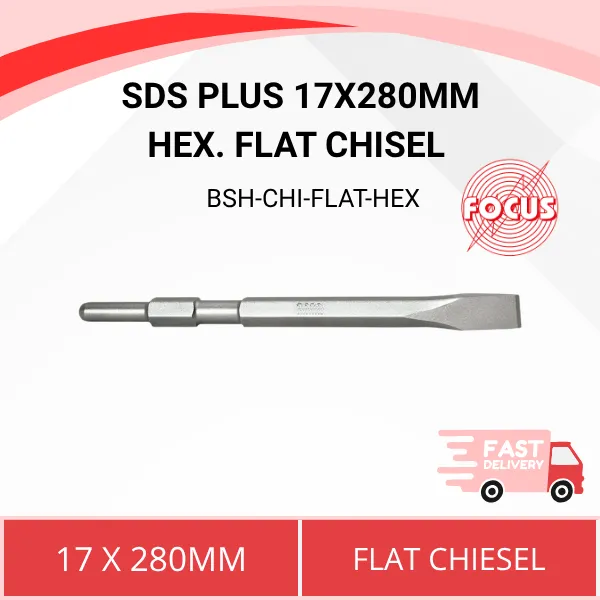 SDS PLUS 17X280MM
HEX. FLAT CHISEL
BSH-CHI-FLAT-HEX
FOCUS
FAST
DELIVERY
17 X 280MM
FLAT CHIESEL